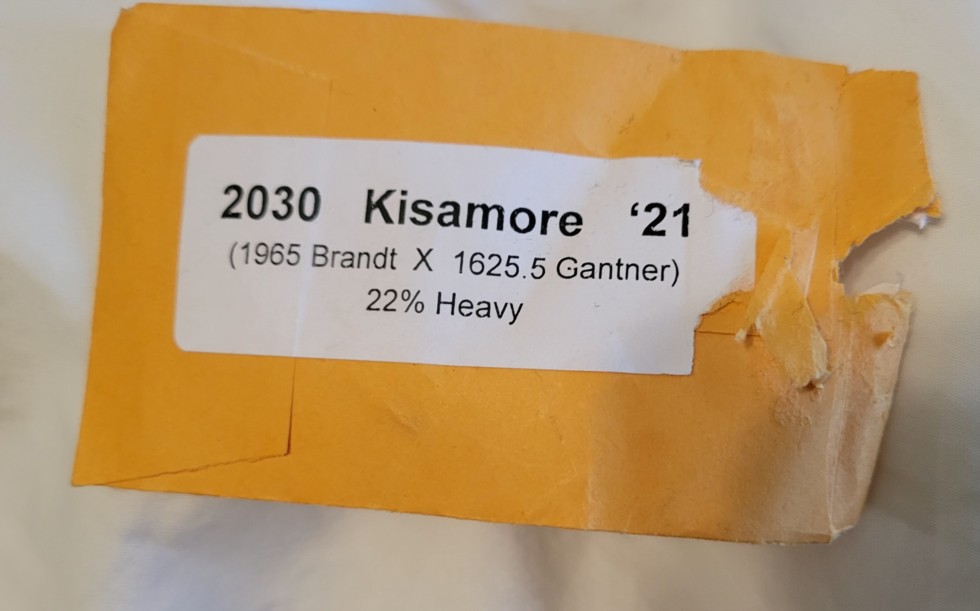 2030 Kisamore ‘21
(1965 Brandt X 1625.5 Gantner)
22% Heavy